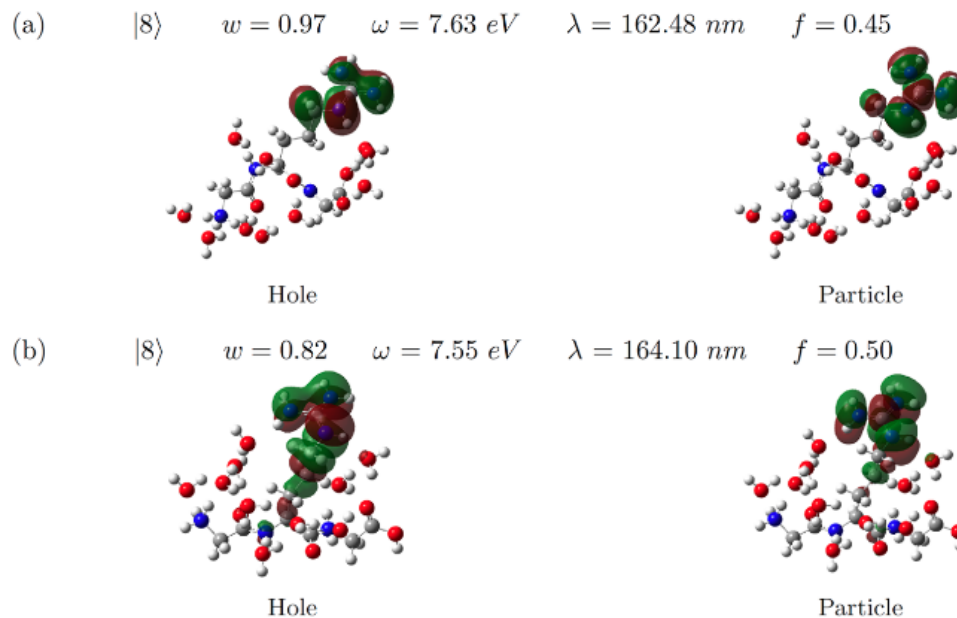 (a) |8⟩ w = 0.97 ω = 7.63 eV λ = 162.48 nm f = 0.45
Hole Particle
(b) |8⟩ w = 0.82 ω = 7.55 eV λ = 164.10 nm f = 0.50
Hole Particle